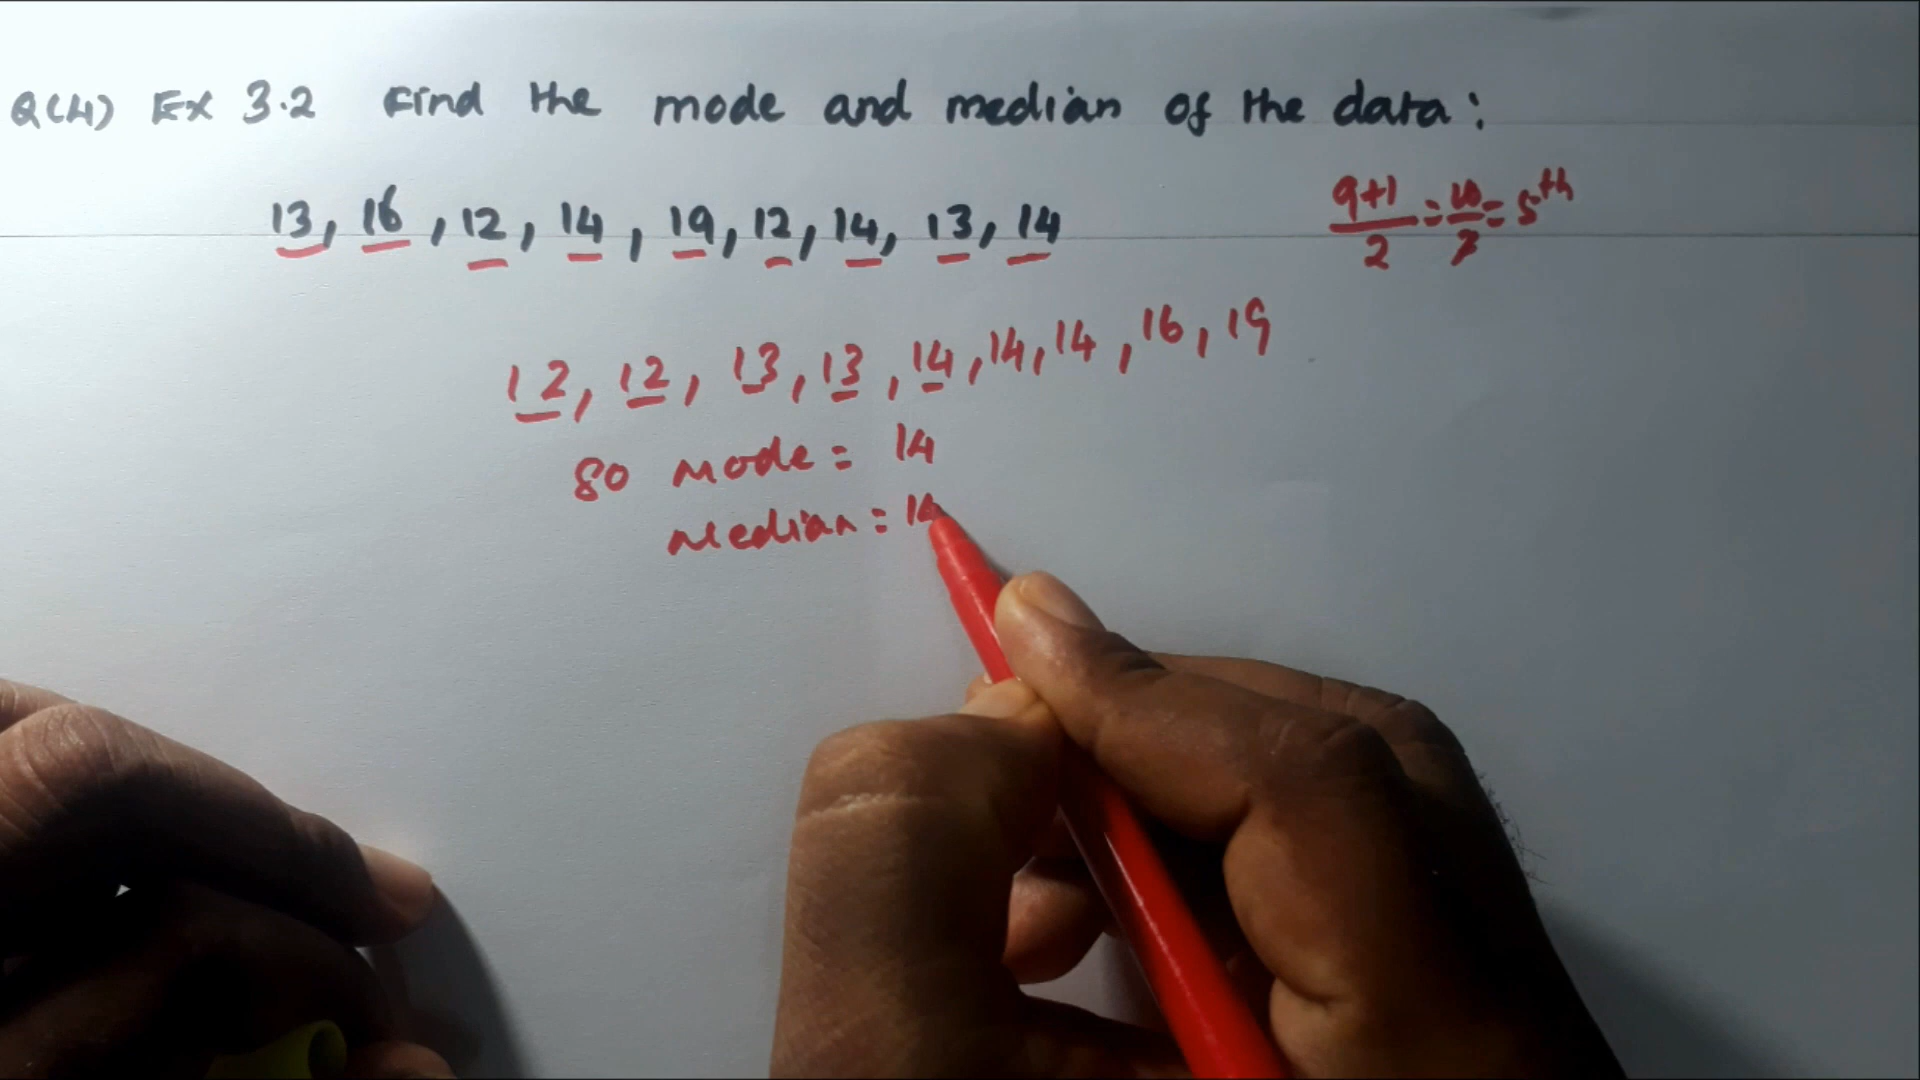 Q(4) Ex 3.2 Find the mode and median of the data:
13, 16, 12, 14, 19, 12, 14, 13, 14
9+1/2 = 10/2 = 5th
12, 12, 13, 13, 14, 14, 14, 16, 19
So mode = 14
Median = 14